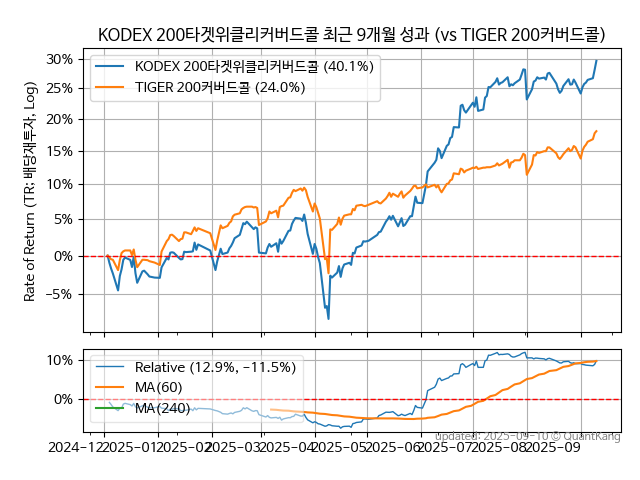 KODEX 200타겟위클리커버드콜 최근 9개월 성과 (vs TIGER 200커버드콜)
Rate of Return (TR: 배당재투자, Log)
30%
25%
20%
15%
10%
5%
0%
−5%
KODEX 200타겟위클리커버드콜 (40.1%)
TIGER 200커버드콜 (24.0%)
10%
0%
Relative (12.9%, −11.5%)
MA(60)
MA(240)
updated: 2025-09-10 © QuantKang
2024-12 2025-01 2025-02 2025-03 2025-04 2025-05 2025-06 2025-07 2025-08 2025-09